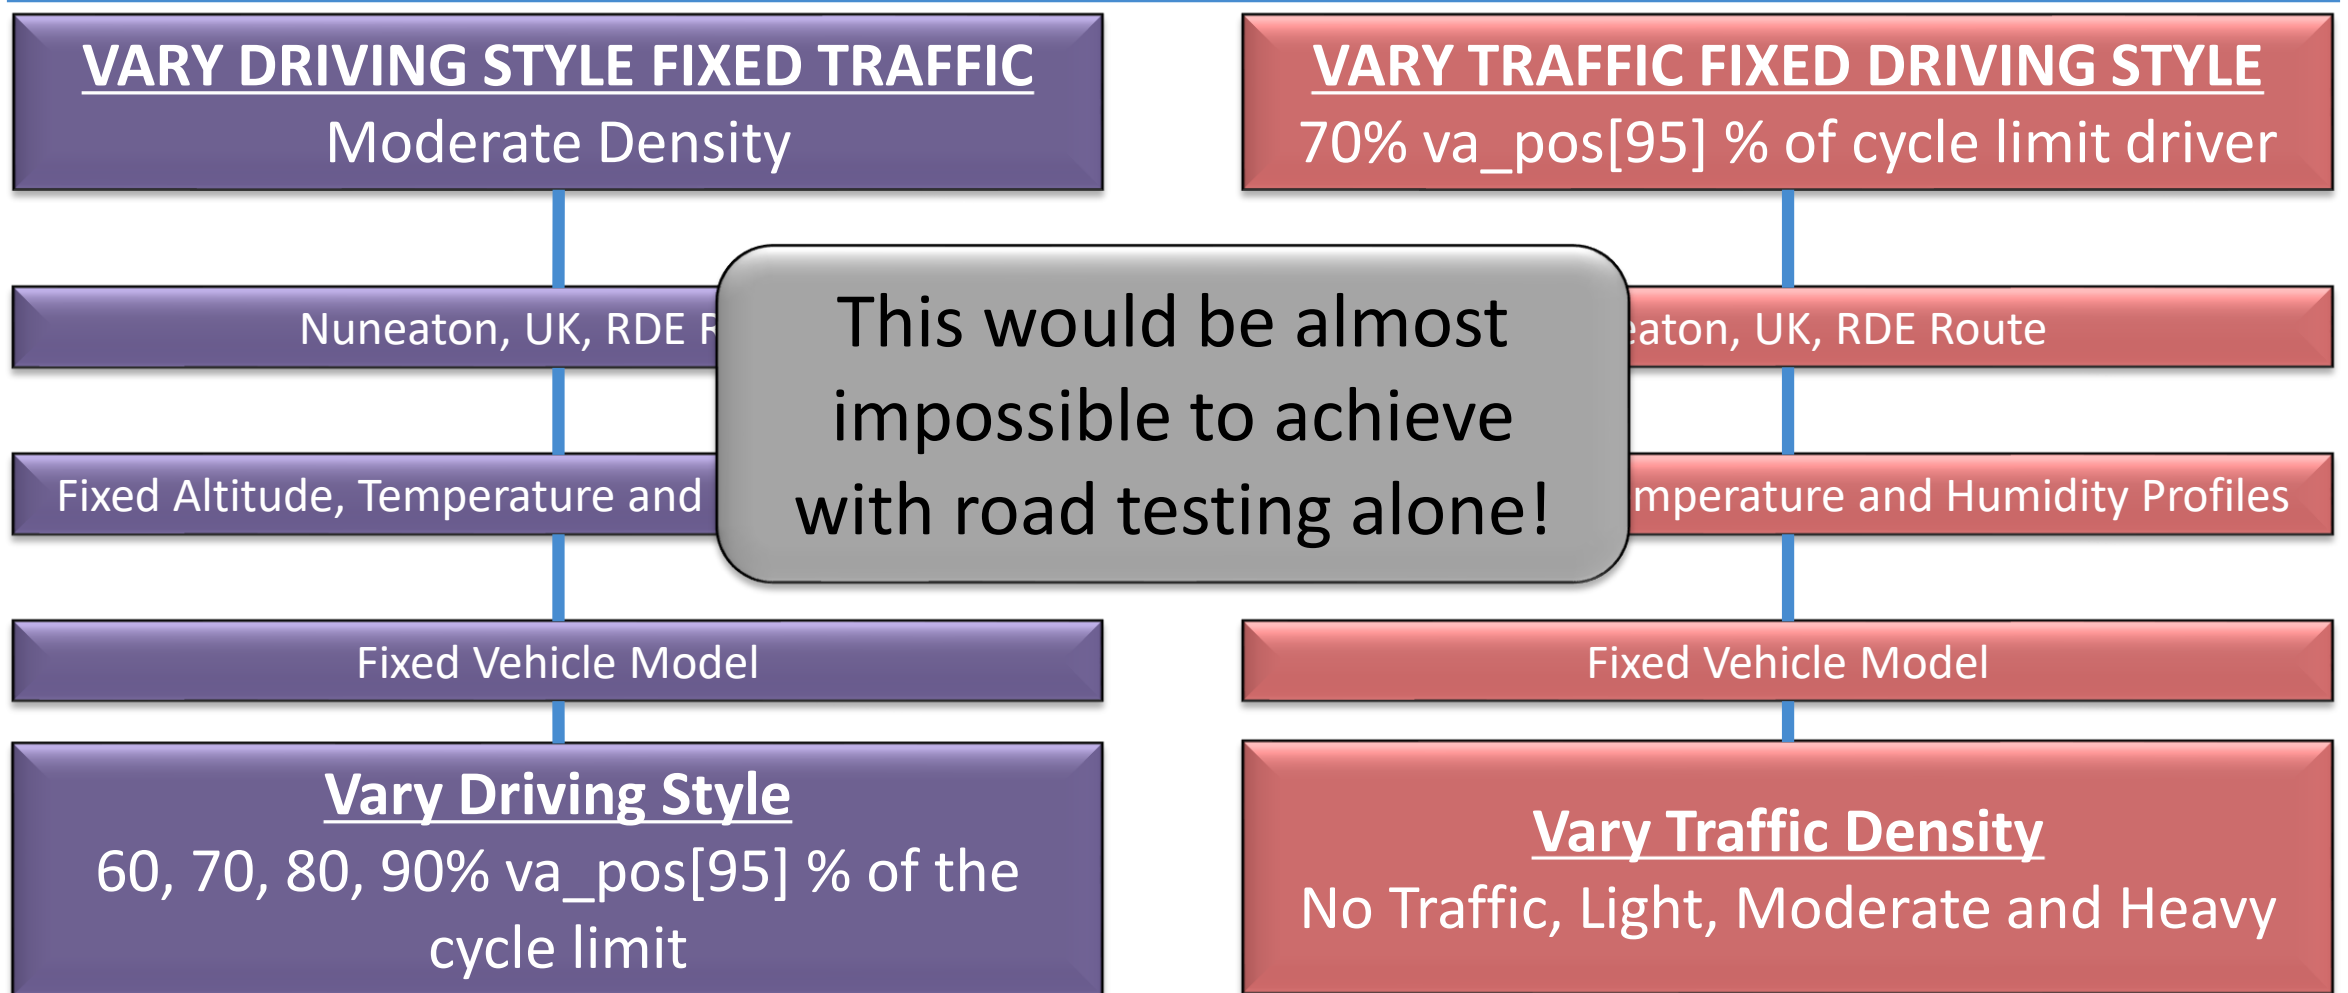 VARY DRIVING STYLE FIXED TRAFFIC
Moderate Density
Nuneaton, UK, RDE
Fixed Altitude, Temperature and
Fixed Vehicle Model
Vary Driving Style
60, 70, 80, 90% va_pos[95] % of the
cycle limit
This would be almost
impossible to achieve
with road testing alone!
VARY TRAFFIC FIXED DRIVING STYLE
70% va_pos[95] % of cycle limit driver
UK, RDE Route
and Humidity Profiles
Fixed Vehicle Model
Vary Traffic Density
No Traffic, Light, Moderate and Heavy